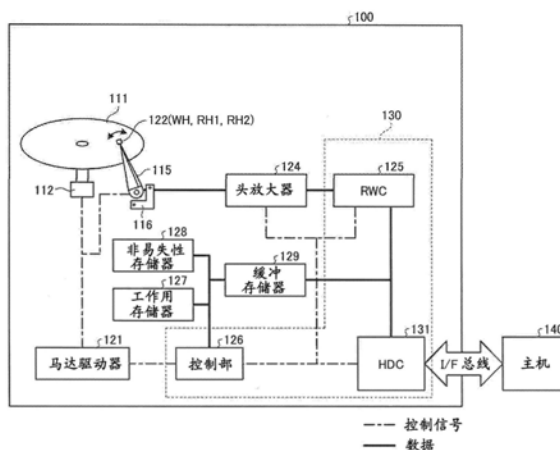 100
111
122(WH, RH1, RH2)
130
115
124
125
112
头放大器
RWC
116
128
非易失性
存储器
129
127
缓冲
存储器
工作用
存储器
121
126
131
140
马达驱动器
控制部
HDC
I/F 总线
主机
控制信号
数据